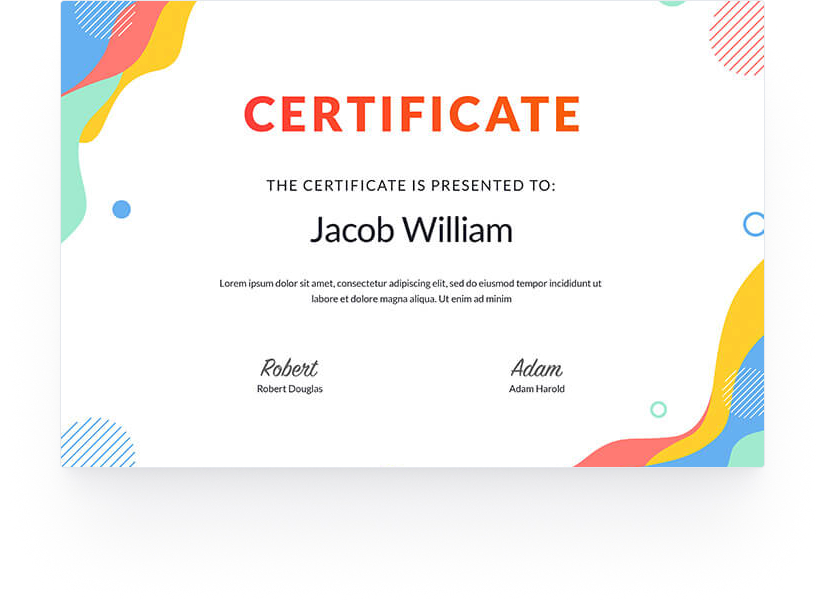 CERTIFICATE
THE CERTIFICATE IS PRESENTED TO:
Jacob William
Lorem ipsum dolor sit amet, consectetur adipiscing elit, sed do eiusmod tempor incididunt ut
labore et dolore magna aliqua. Ut enim ad minim
Robert Adam
Robert Douglas Adam Harold